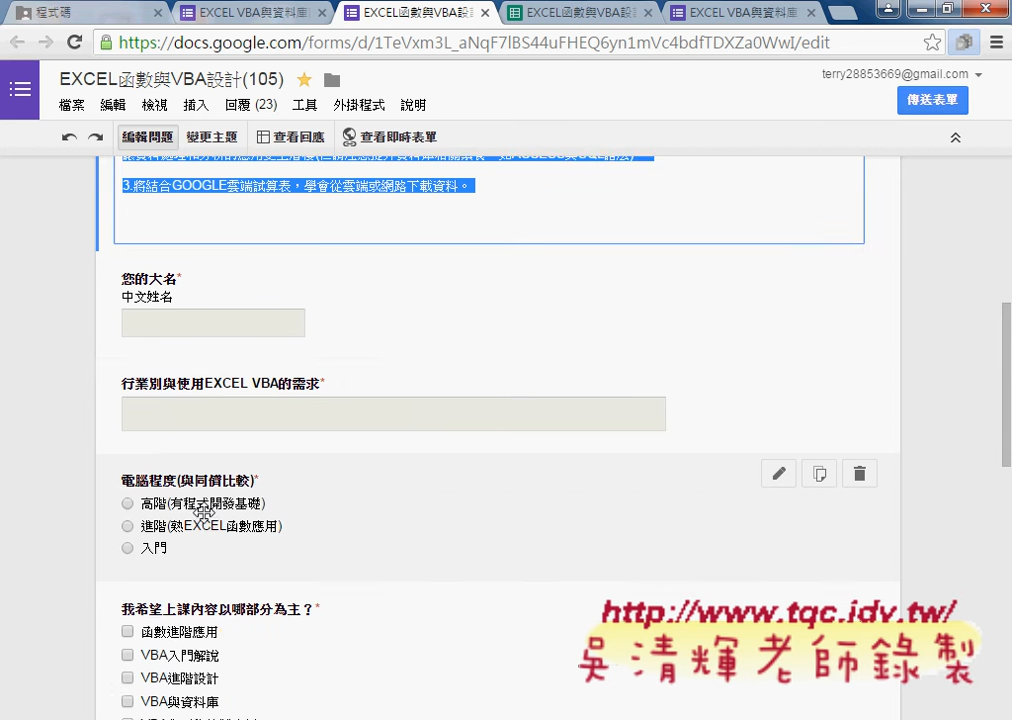 程式碼
EXCEL VBA與資料庫
EXCEL函數與VBA設計
EXCEL函數與VBA設計
EXCEL VBA與資料庫
https://docs.google.com/forms/d/1TeVxm3L_aNqF7lBS44uFHEQ6yn1mVc4bdfTDXZa0WwI/edit
EXCEL函數與VBA設計(105)
terry28853669@gmail.com
檔案 編輯 檢視 插入 回覆 (23) 工具 外掛程式 說明
傳送表單
編輯問題 變更主題 查看回應 查看即時表單
3.將結合GOOGLE雲端試算表，學會從雲端或網路下載資料。
您的大名*
中文姓名
行業別與使用EXCEL VBA的需求*
電腦程度(與同儕比較)*
高階(有程式開發基礎)
進階(熟EXCEL函數應用)
入門
我希望上課內容以哪部分為主？*
函數進階應用
VBA入門解說
VBA進階設計
VBA與資料庫
http://www.tqc.idv.tw/
吳清輝老師錄製